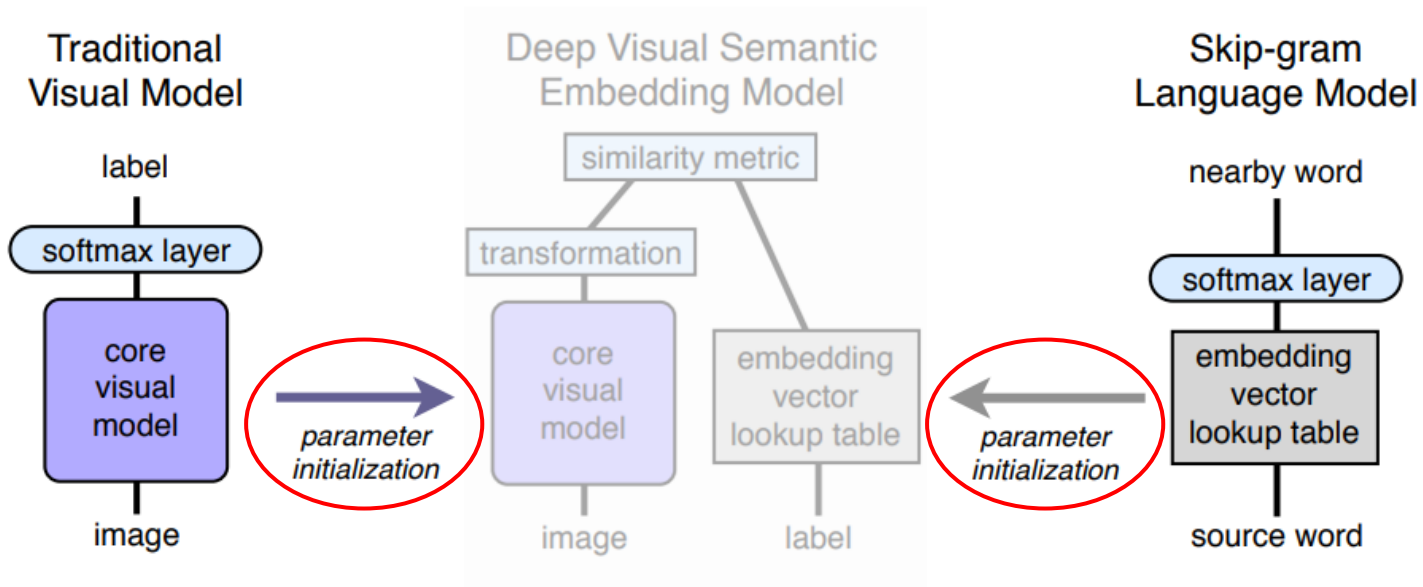 Traditional
Visual Model
label
softmax layer
core
visual
model
image
parameter
initialization
Deep Visual Semantic
Embedding Model
similarity metric
transformation
core
visual
model
image
embedding
vector
lookup table
label
parameter
initialization
Skip-gram
Language Model
nearby word
softmax layer
embedding
vector
lookup table
source word